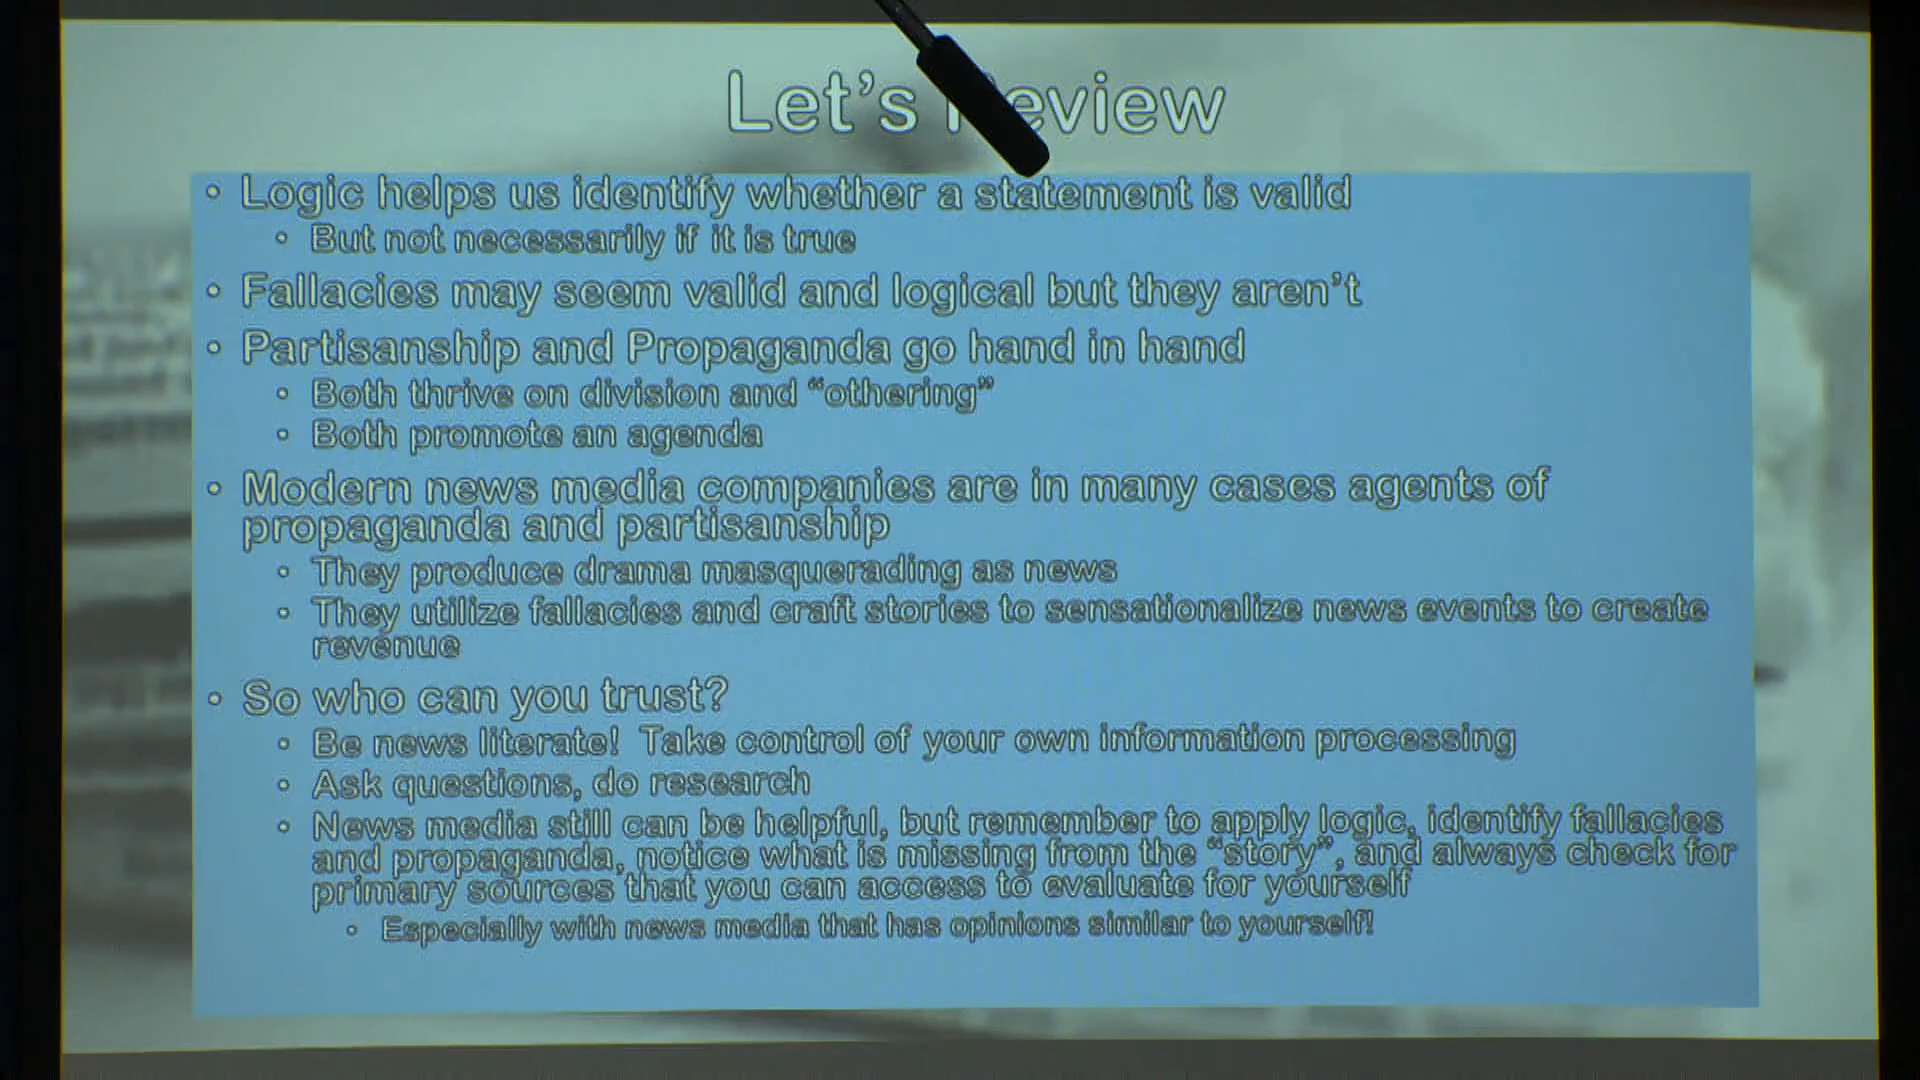 Let's Review
• Logic helps us identify whether a statement is valid
• But not necessarily if it is true
• Fallacies may seem valid and logical but they aren't
• Partisanship and Propaganda go hand in hand
• Both thrive on division and “othering”
• Both promote an agenda
• Modern news media companies are in many cases agents of
propaganda and partisanship
• They produce drama masquerading as news
• They utilize fallacies and craft stories to sensationalize news events to create
revenue
• So who can you trust?
• Be news literate! Take control of your own information processing
• Ask questions, do research
• News media still can be helpful, but remember to apply logic, identify fallacies
and propaganda, notice what is missing from the “story”, and always check for
primary sources that you can access to evaluate for yourself
• Especially with news media that has opinions similar to yourself!